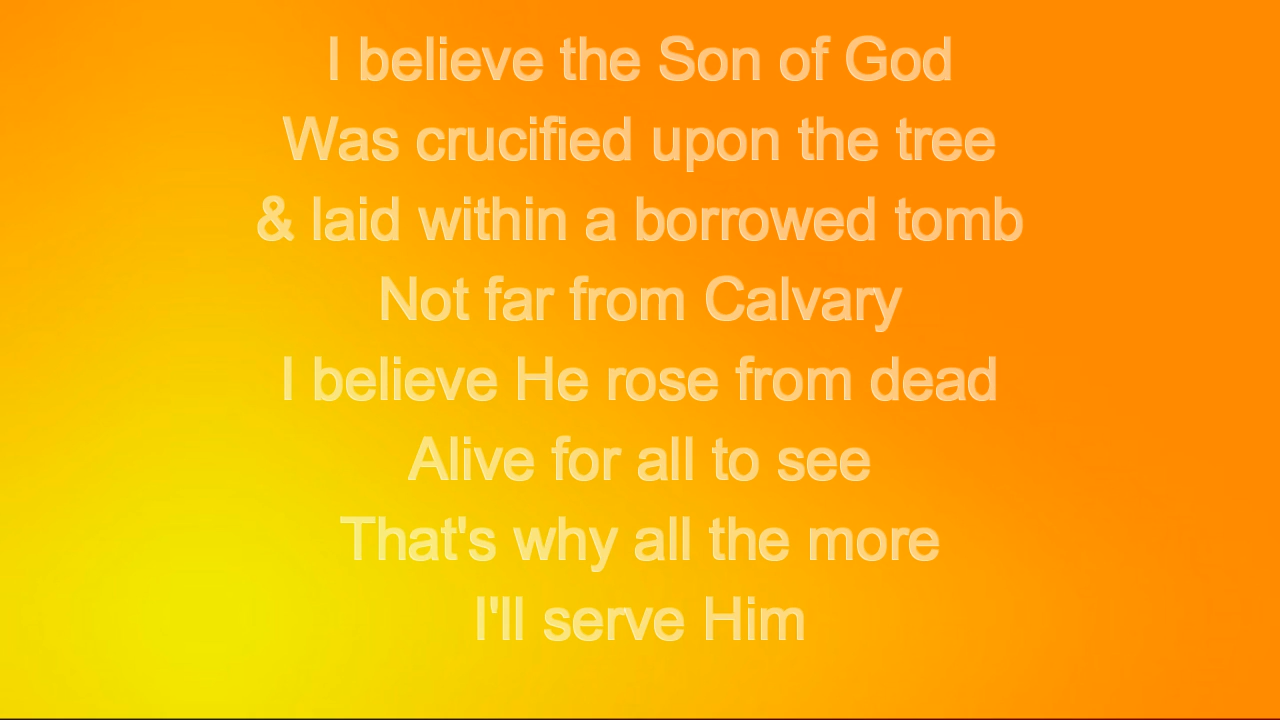 I believe the Son of God
Was crucified upon the tree
& laid within a borrowed tomb
Not far from Calvary
I believe He rose from dead
Alive for all to see
That's why all the more
I'll serve Him